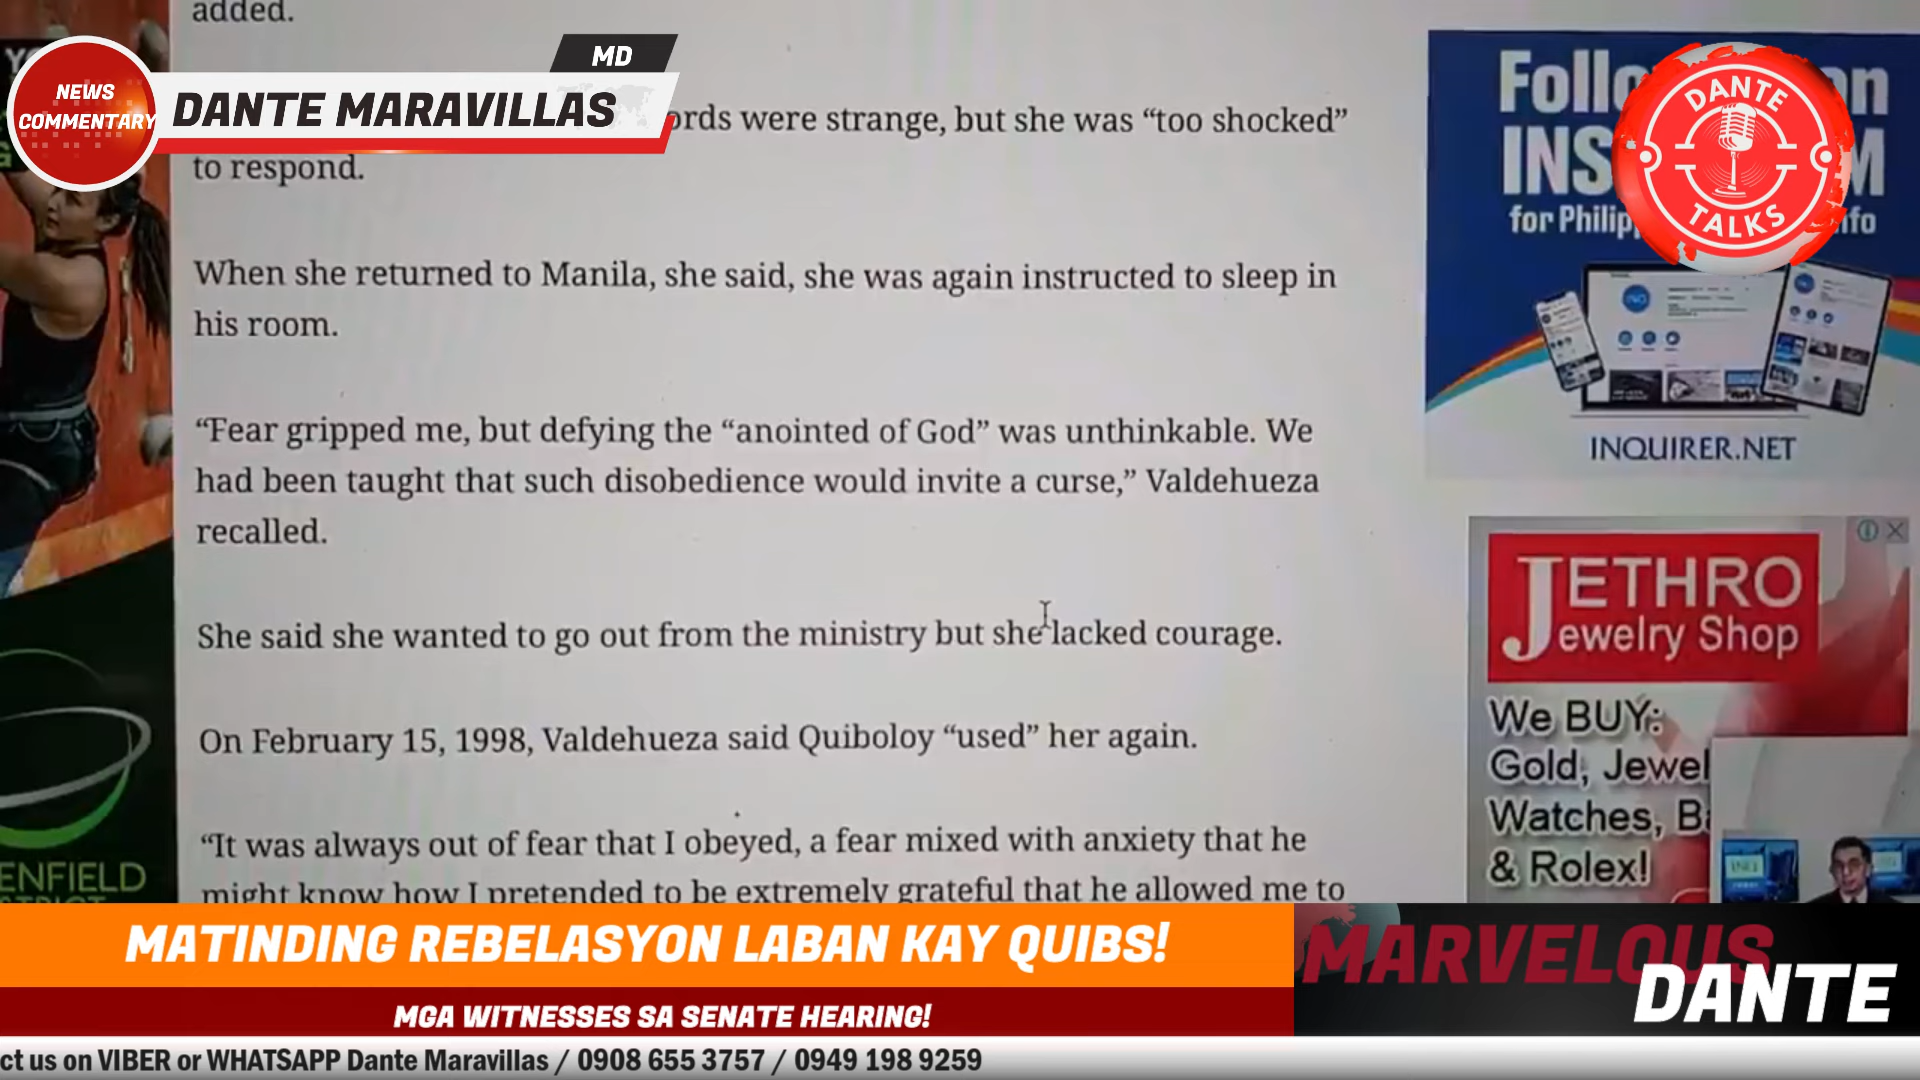 added.
MD
NEWS
COMMENTARY
DANTE MARAVILLAS
ords were strange, but she was “too shocked”
to respond.
When she returned to Manila, she said, she was again instructed to sleep in
his room.
“Fear gripped me, but defying the “anointed of God” was unthinkable. We
had been taught that such disobedience would invite a curse,” Valdehueza
recalled.
She said she wanted to go out from the ministry but she lacked courage.
On February 15, 1998, Valdehueza said Quiboloy “used” her again.
“It was always out of fear that I obeyed, a fear mixed with anxiety that he
might know how I pretended to be extremely grateful that he allowed me to
DANTE
TALKS
for Philip
INQUIRER.NET
JETHRO
Jewelry Shop
We BUY:
Gold, Jewel
Watches, B
& Rolex!
ENFIELD
MATINDING REBELASYON LABAN KAY QUIBS!
MGA WITNESSES SA SENATE HEARING!
MARVELOUS
DANTE
ct us on VIBER or WHATSAPP Dante Maravillas / 0908 655 3757 / 0949 198 9259